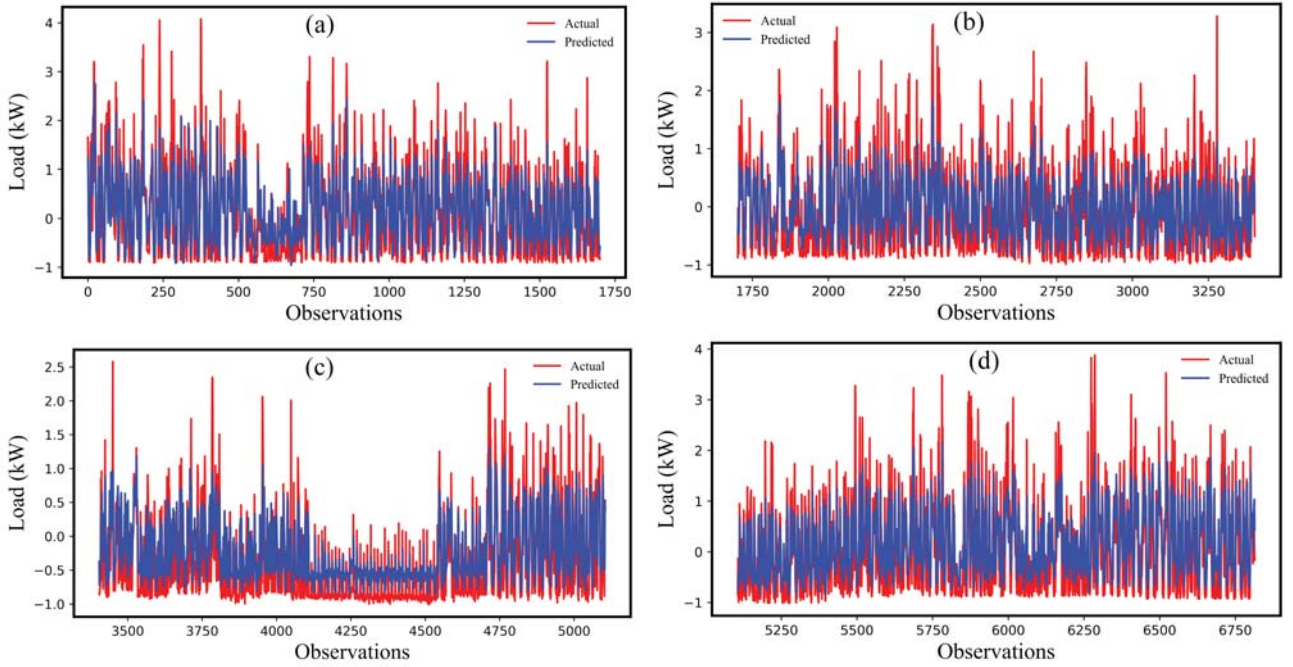 (a)
Actual
Predicted
Load (kW)
4
3
2
1
0
−1
0 250 500 750 1000 1250 1500 1750
Observations
(b)
Actual
Predicted
Load (kW)
3
2
1
0
−1
1750 2000 2250 2500 2750 3000 3250
Observations
(c)
Actual
Predicted
Load (kW)
2.5
2.0
1.5
1.0
0.5
0.0
−0.5
−1.0
3500 3750 4000 4250 4500 4750 5000
Observations
(d)
Actual
Predicted
Load (kW)
4
3
2
1
0
−1
5250 5500 5750 6000 6250 6500 6750
Observations